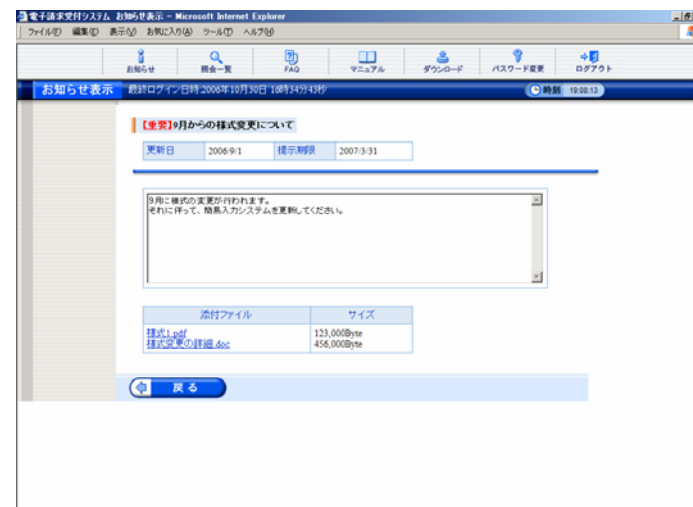 電子請求受付システム お知らせ表示 - Microsoft Internet Explorer
ファイル(F) 編集(E) 表示(V) お気に入り(A) ツール(T) ヘルプ(H)
お知らせ 照会一覧 FAQ マニュアル ダウンロード パスワード変更 ログアウト
お知らせ表示 最終ログイン日時:2006年10月30日 16時34分43秒 時刻 19:00:13
【重要】9月からの様式変更について
更新日 2006/9/1 掲示期限 2007/3/31
9月に様式の変更が行われます。
それに伴って、簡易入力システムを更新してください。
添付ファイル サイズ
様式1.pdf 123,000Byte
様式変更の詳細.doc 456,000Byte
戻る